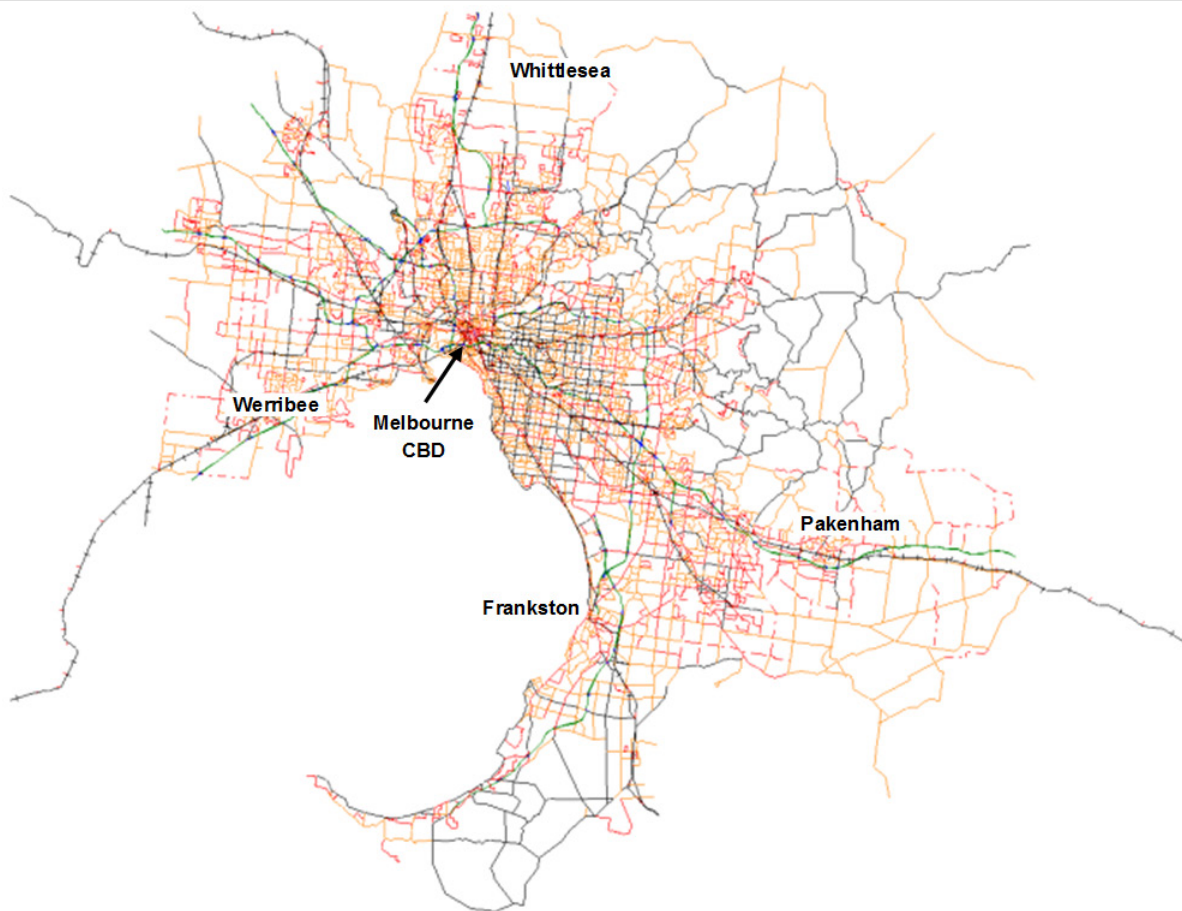 Whittlesea
Werribee
Melbourne
CBD
Pakenham
Frankston